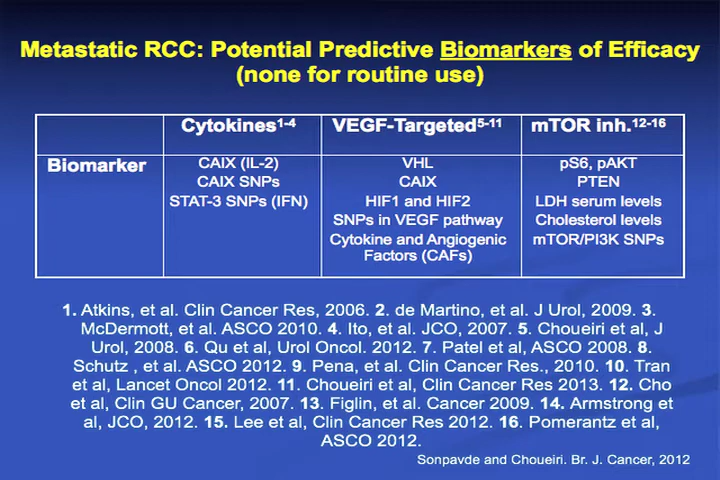 Metastatic RCC: Potential Predictive Biomarkers of Efficacy
(none for routine use)
Cytokines1-4 VEGF-Targeted5-11 mTOR inh.12-16
Biomarker
CAIX (IL-2)
CAIX SNPs
STAT-3 SNPs (IFN)
VHL
CAIX
HIF1 and HIF2
SNPs in VEGF pathway
Cytokine and Angiogenic
Factors (CAFs)
pS6, pAKT
PTEN
LDH serum levels
Cholesterol levels
mTOR/PI3K SNPs
1. Atkins, et al. Clin Cancer Res, 2006. 2. de Martino, et al. J Urol, 2009. 3.
McDermott, et al. ASCO 2010. 4. Ito, et al. JCO, 2007. 5. Choueiri et al, J
Urol, 2008. 6. Qu et al, Urol Oncol. 2012. 7. Patel et al, ASCO 2008. 8.
Schutz , et al. ASCO 2012. 9. Pena, et al. Clin Cancer Res., 2010. 10. Tran
et al, Lancet Oncol 2012. 11. Choueiri et al, Clin Cancer Res 2013. 12. Cho
et al, Clin GU Cancer, 2007. 13. Figlin, et al. Cancer 2009. 14. Armstrong et
al, JCO, 2012. 15. Lee et al, Clin Cancer Res 2012. 16. Pomerantz et al,
ASCO 2012.
Sonpavde and Choueiri. Br. J. Cancer, 2012